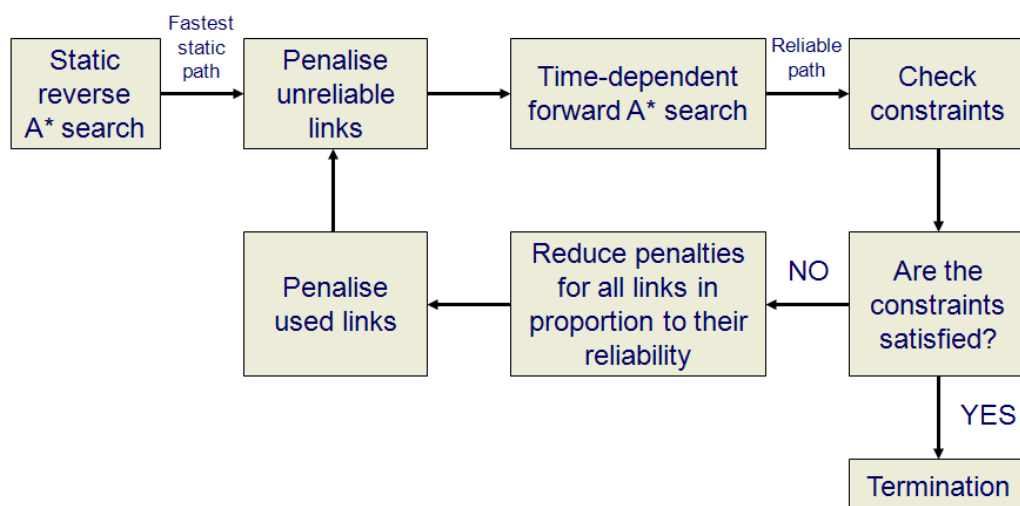 Static
reverse
A* search
Fastest
static
path
Penalise
unreliable
links
Time-dependent
forward A* search
Reliable
path
Check
constraints
Are the
constraints
satisfied?
NO
Reduce penalties
for all links in
proportion to their
reliability
Penalise
used links
YES
Termination